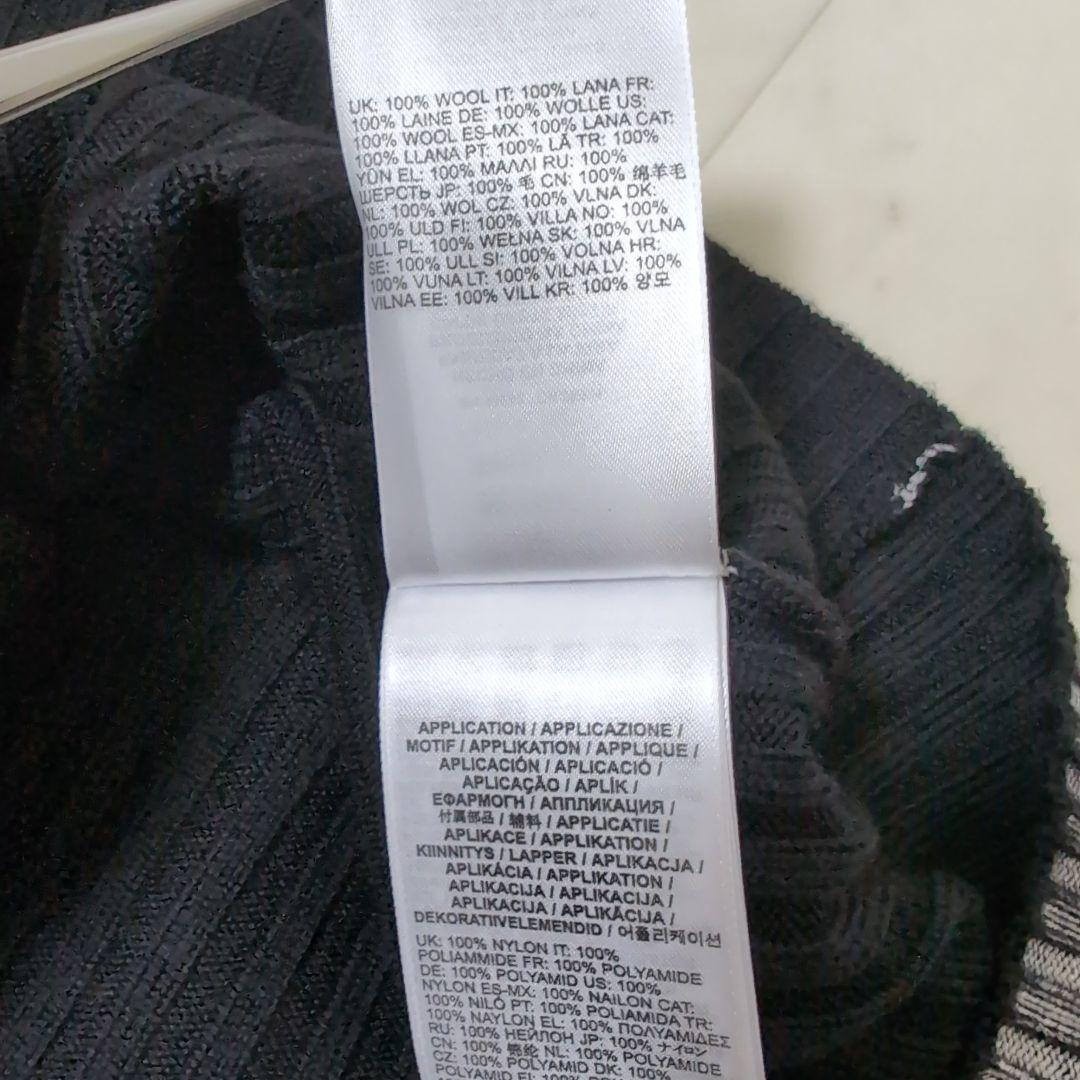 UK: 100% WOOL IT: 100% LANA FR:
100% LAINE DE: 100% WOLLE US:
100% WOOL ES-MX: 100% LANA CAT:
100% LLANA PT: 100% LÃ TR: 100%
YÜN EL: 100% ΜΑΛΛΙ RU: 100%
ШЕРСТЬ JP: 100% 毛 CN: 100% 绵羊毛
NL: 100% WOL CZ: 100% VLNA DK:
100% ULD FI: 100% VILLA NO: 100%
ULL PL: 100% WEŁNA SK: 100% VLNA
SE: 100% ULL SI: 100% VOLNA HR:
100% VUNA LT: 100% VILNA LV: 100%
VILNA EE: 100% VILL KR: 100% 양모
APPLICATION / APPLICAZIONE /
MOTIF / APPLIKATION / APPLIQUE /
APLICACIÓN / APLICACIÓ /
APLICAÇÃO / APLİK /
ΕΦΑΡΜΟΓΗ / АППЛИКАЦИЯ /
付属部品 / 辅料 / APPLICATIE /
APLIKACE / APPLIKATION /
KIINNITYS / LAPPER / APLIKACJA /
APLIKÁCIA / APPLIKATION /
APLIKACIJA / APLIKACIJA /
APLIKACIJA / APLIKĀCIJA /
DEKORATIIVELEMENDID / 어플리케이션
UK: 100% NYLON IT: 100%
POLIAMMIDE FR: 100% POLYAMIDE
DE: 100% POLYAMID US: 100%
NYLON ES-MX: 100% NAILON CAT:
100% NILÓ PT: 100% POLIAMIDA TR:
100% NAYLON EL: 100% ΠΟΛΥΑΜΙΔΕΣ
RU: 100% НЕЙЛОН JP: 100% ナイロン
CN: 100% 锦纶 NL: 100% POLYAMIDE
CZ: 100% POLYAMID DK: 100%
POLYAMID FI: 100%